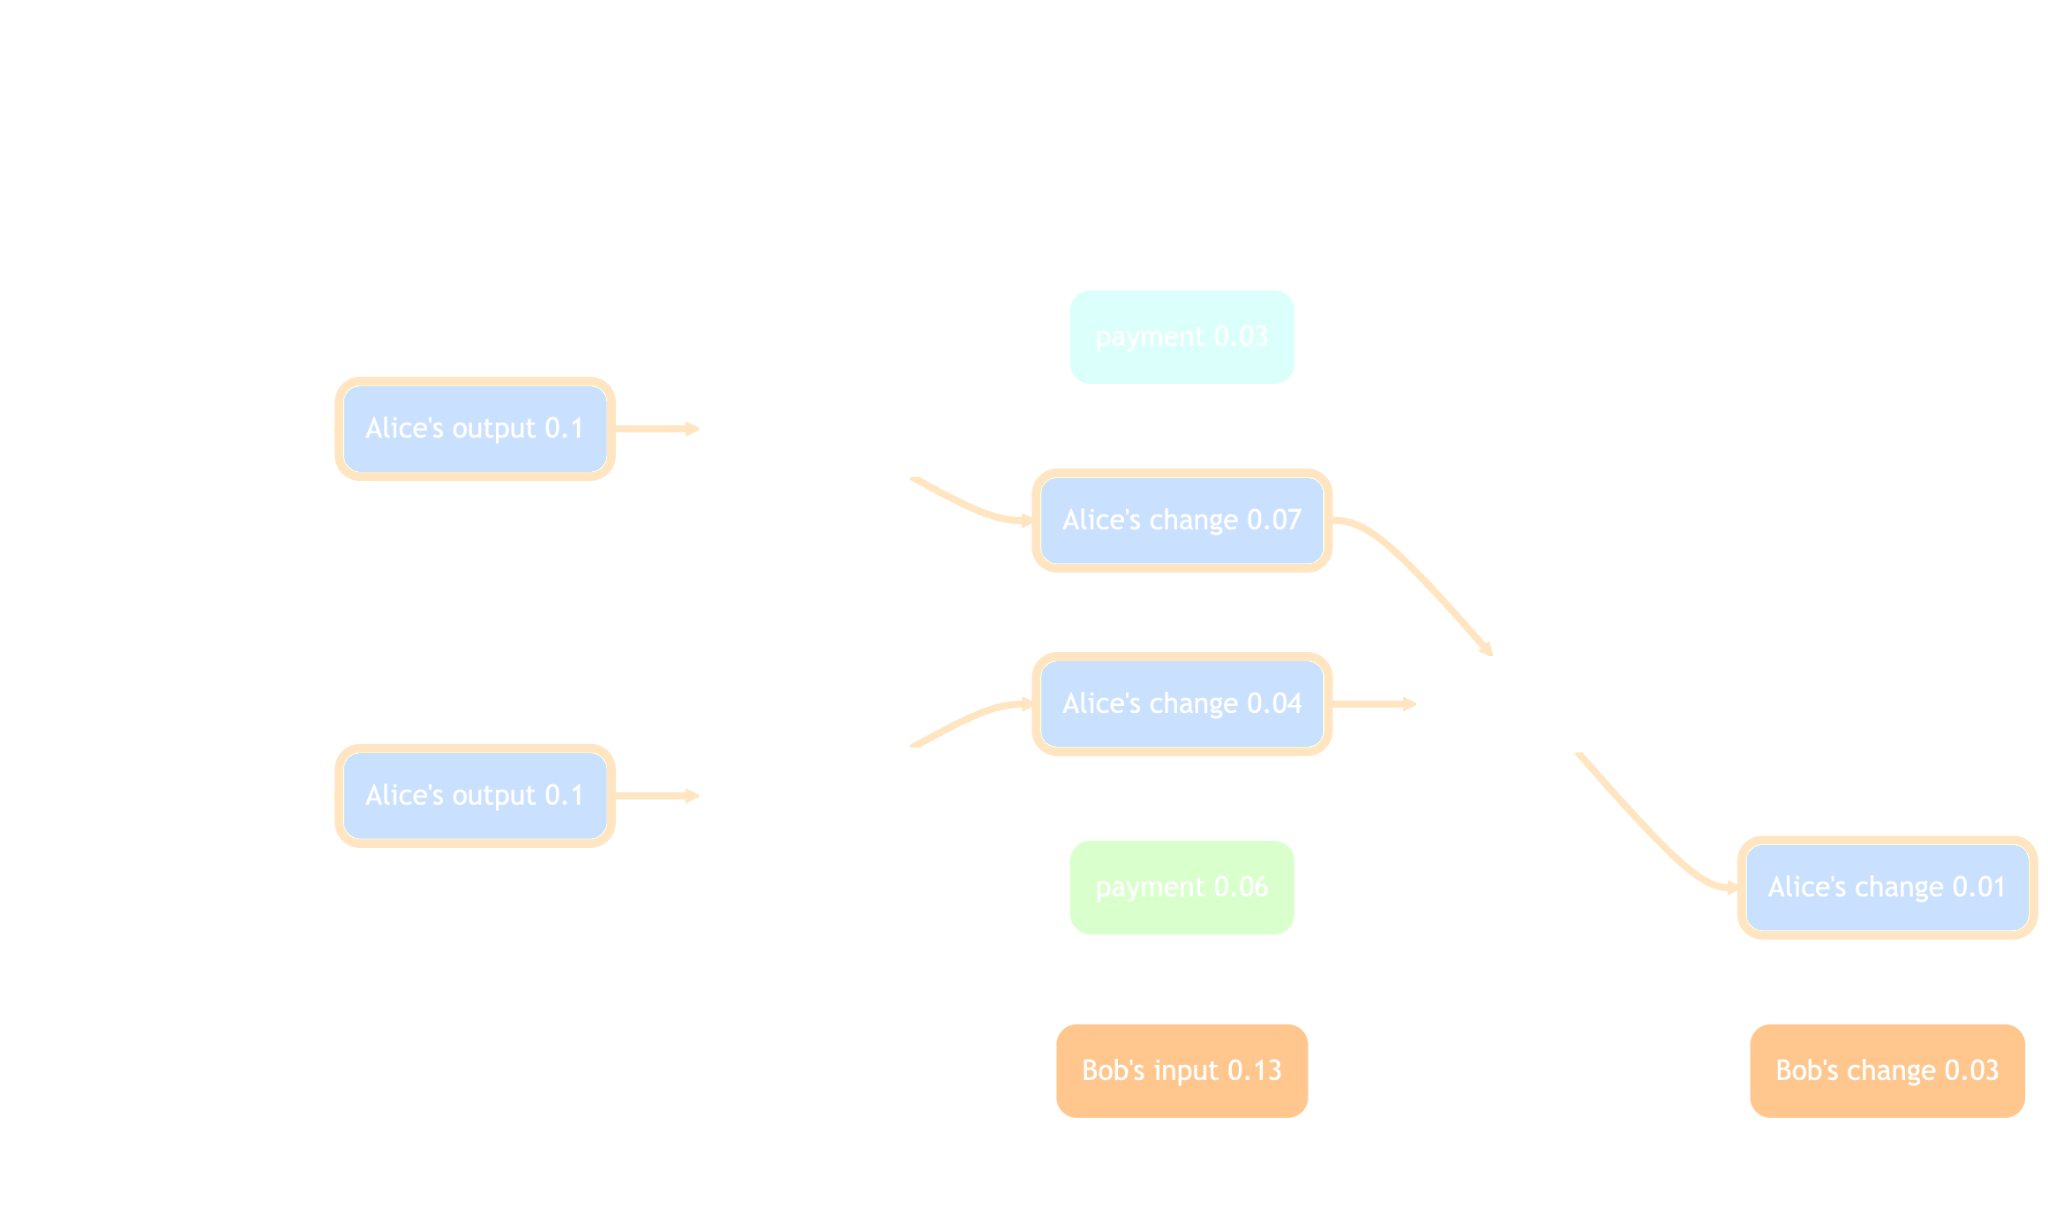 payment 0.03
Alice's output 0.1
Alice's change 0.07
Alice's change 0.04
Alice's output 0.1
payment 0.06
Alice's change 0.01
Bob's input 0.13
Bob's change 0.03